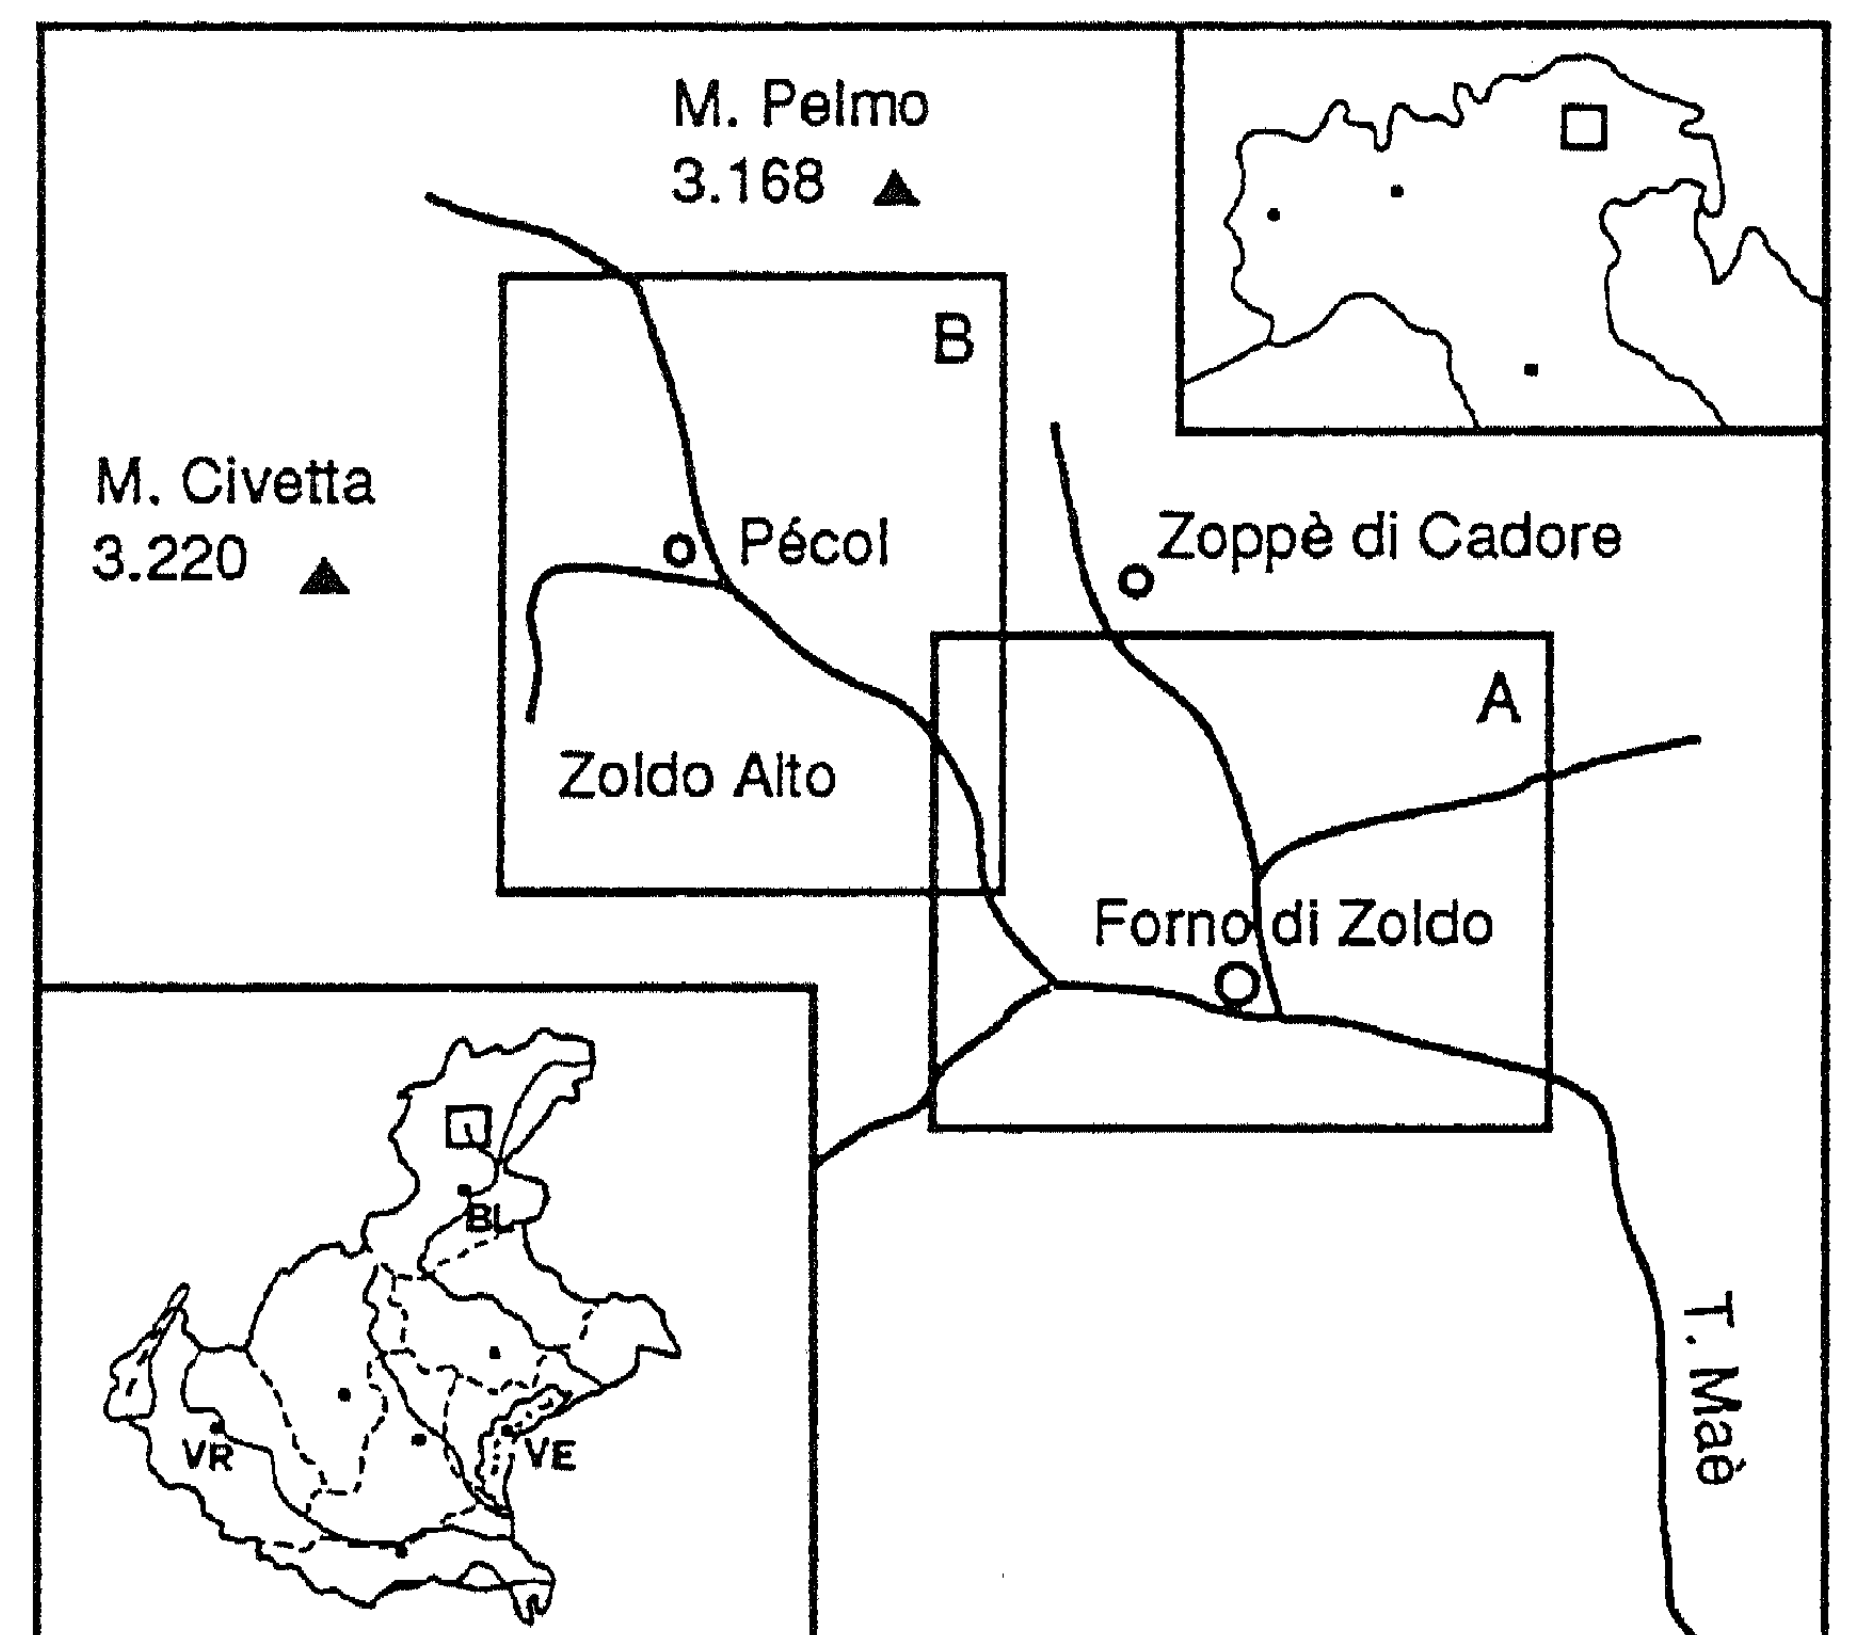 M. Pelmo
3.168
B
M. Civetta
3.220
Pécol
Zoppè di Cadore
A
Zoldo Alto
Forno di Zoldo
T. Maè
BL
VR
VE